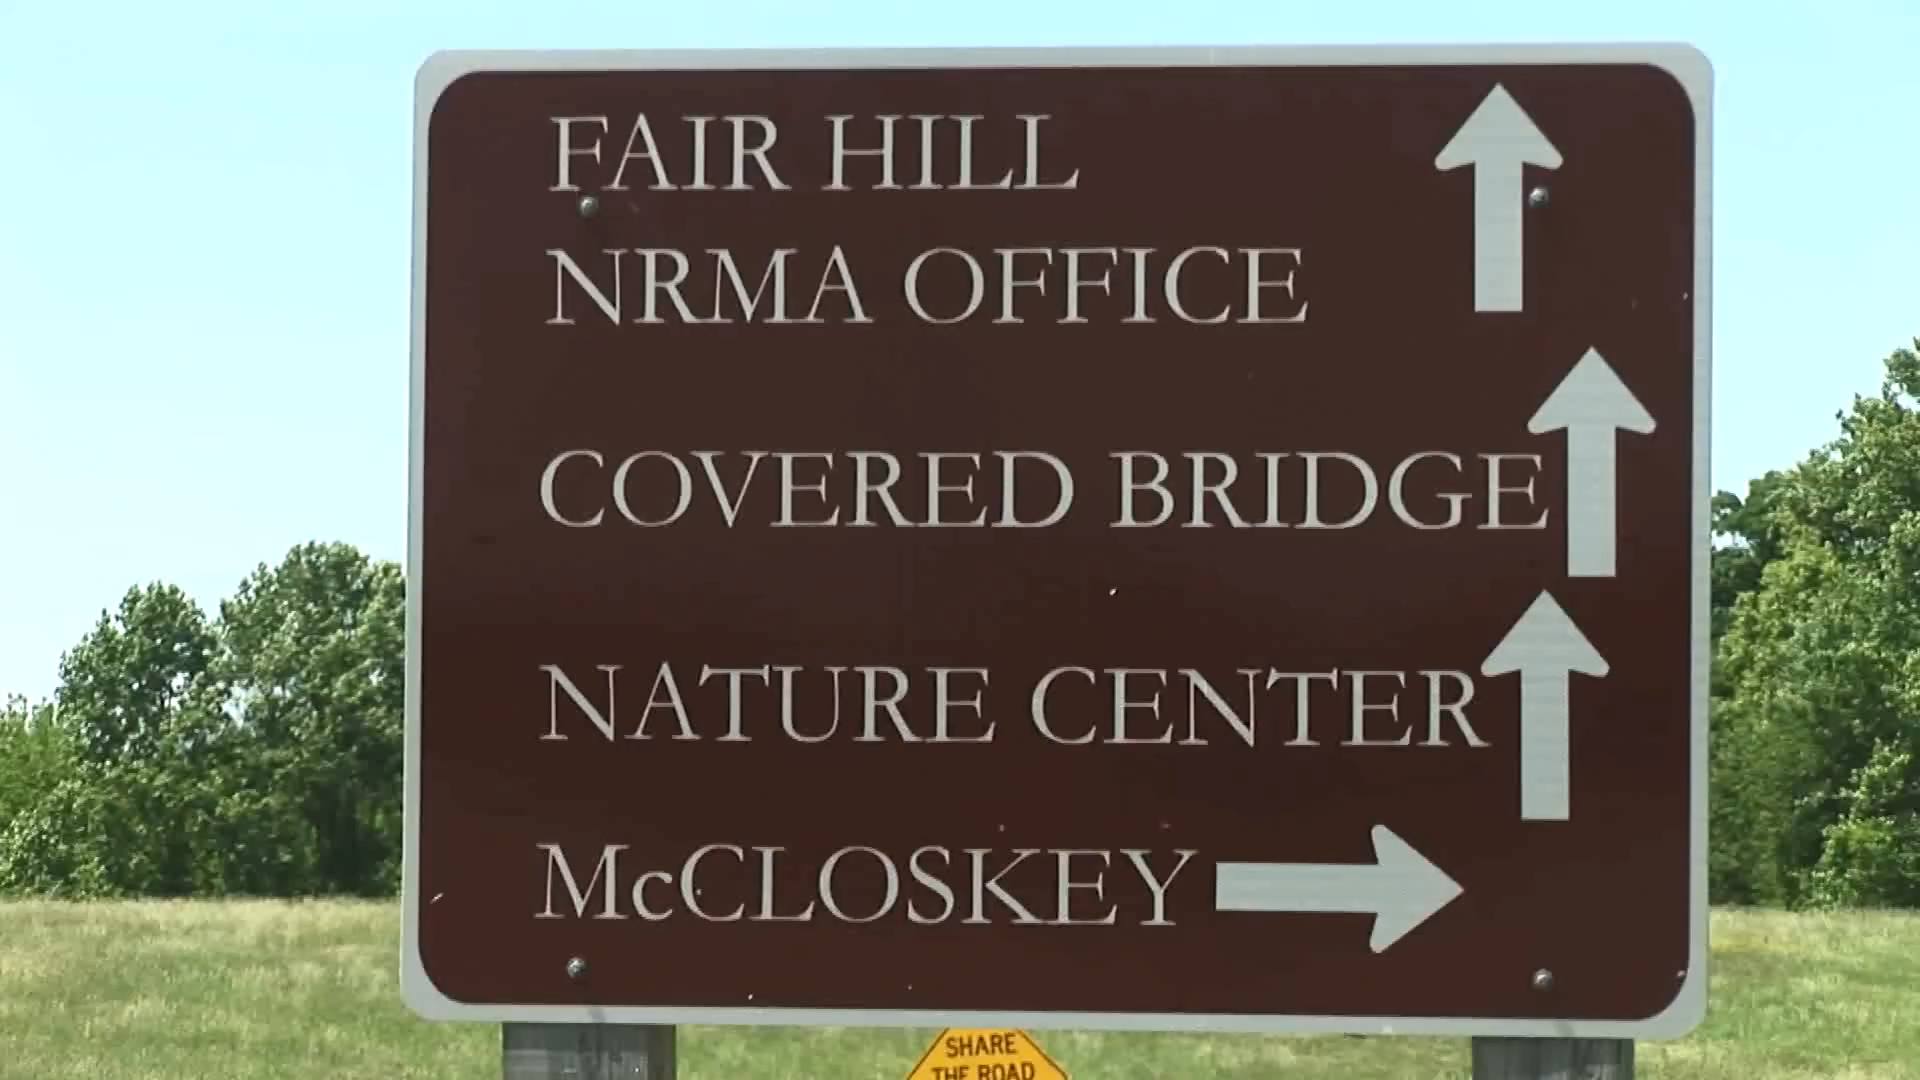 FAIR HILL
NRMA OFFICE
COVERED BRIDGE
NATURE CENTER
McCLOSKEY
SHARE
THE ROAD